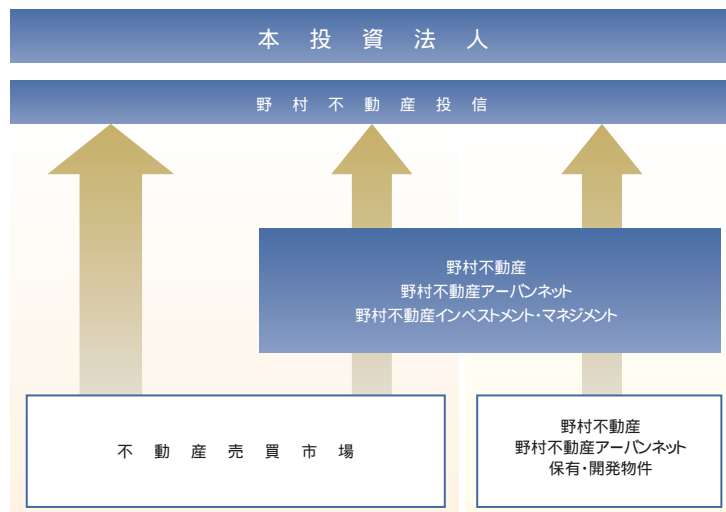 本投資法人
野村不動産投信
野村不動産
野村不動産アーバンネット
野村不動産インベストメント・マネジメント
不動産売買市場
野村不動産
野村不動産アーバンネット
保有・開発物件